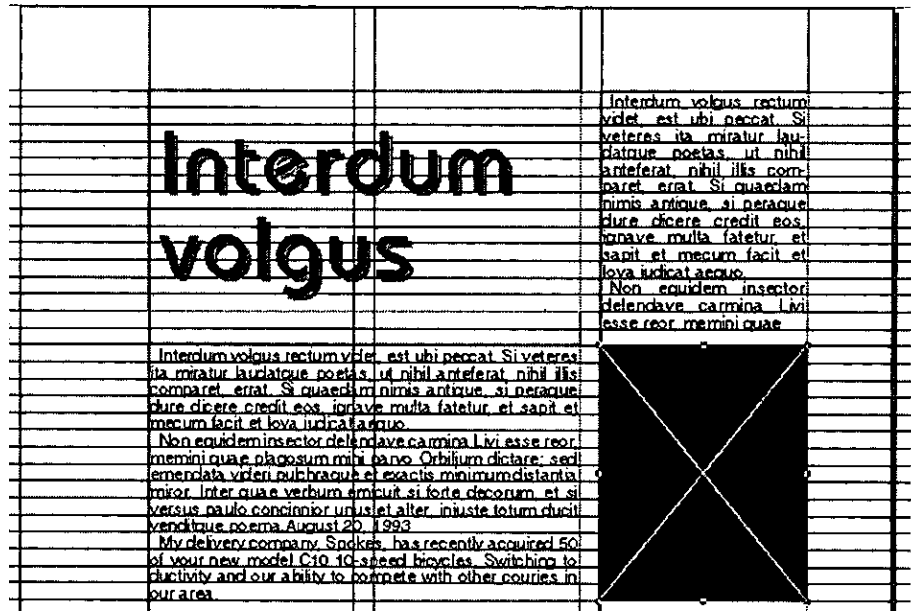 Interdum
volgus
Interdum volgus rectum videt, est ubi peccat. Si veteres
ita miratur laudatque poetas, ut nihil anteferat, nihil illis
comparet, errat. Si quaedam nimis antique, si peraque
dure dicere credit eos, ignave multa fatetur, et sapit et
mecum facit et Iova iudicat aequo.
Non equidem insector delendave carmina Livi esse reor,
memini quae plagosum mihi parvo Orbilium dictare; sed
emendata videri pulchraque et exactis minimum distantia
miror. Inter quae verbum emicuit si forte decorum, et si
versus paulo concinnior unus et alter, iniuste totum ducit
venditque poema. August 20, 1993
My delivery company, Spokes, has recently acquired 50
of your new model C10 10-speed bicycles. Switching to
ductivity and our ability to compete with other couries in
our area.
Interdum volgus rectum
videt, est ubi peccat. Si
veteres ita miratur lau-
datque poetas, ut nihil
anteferat, nihil illis com-
paret, errat. Si quaedam
nimis antique, si peraque
dure dicere credit eos,
ignave multa fatetur, et
sapit et mecum facit et
Iova iudicat aequo.
Non equidem insector
delendave carmina Livi
esse reor, memini quae